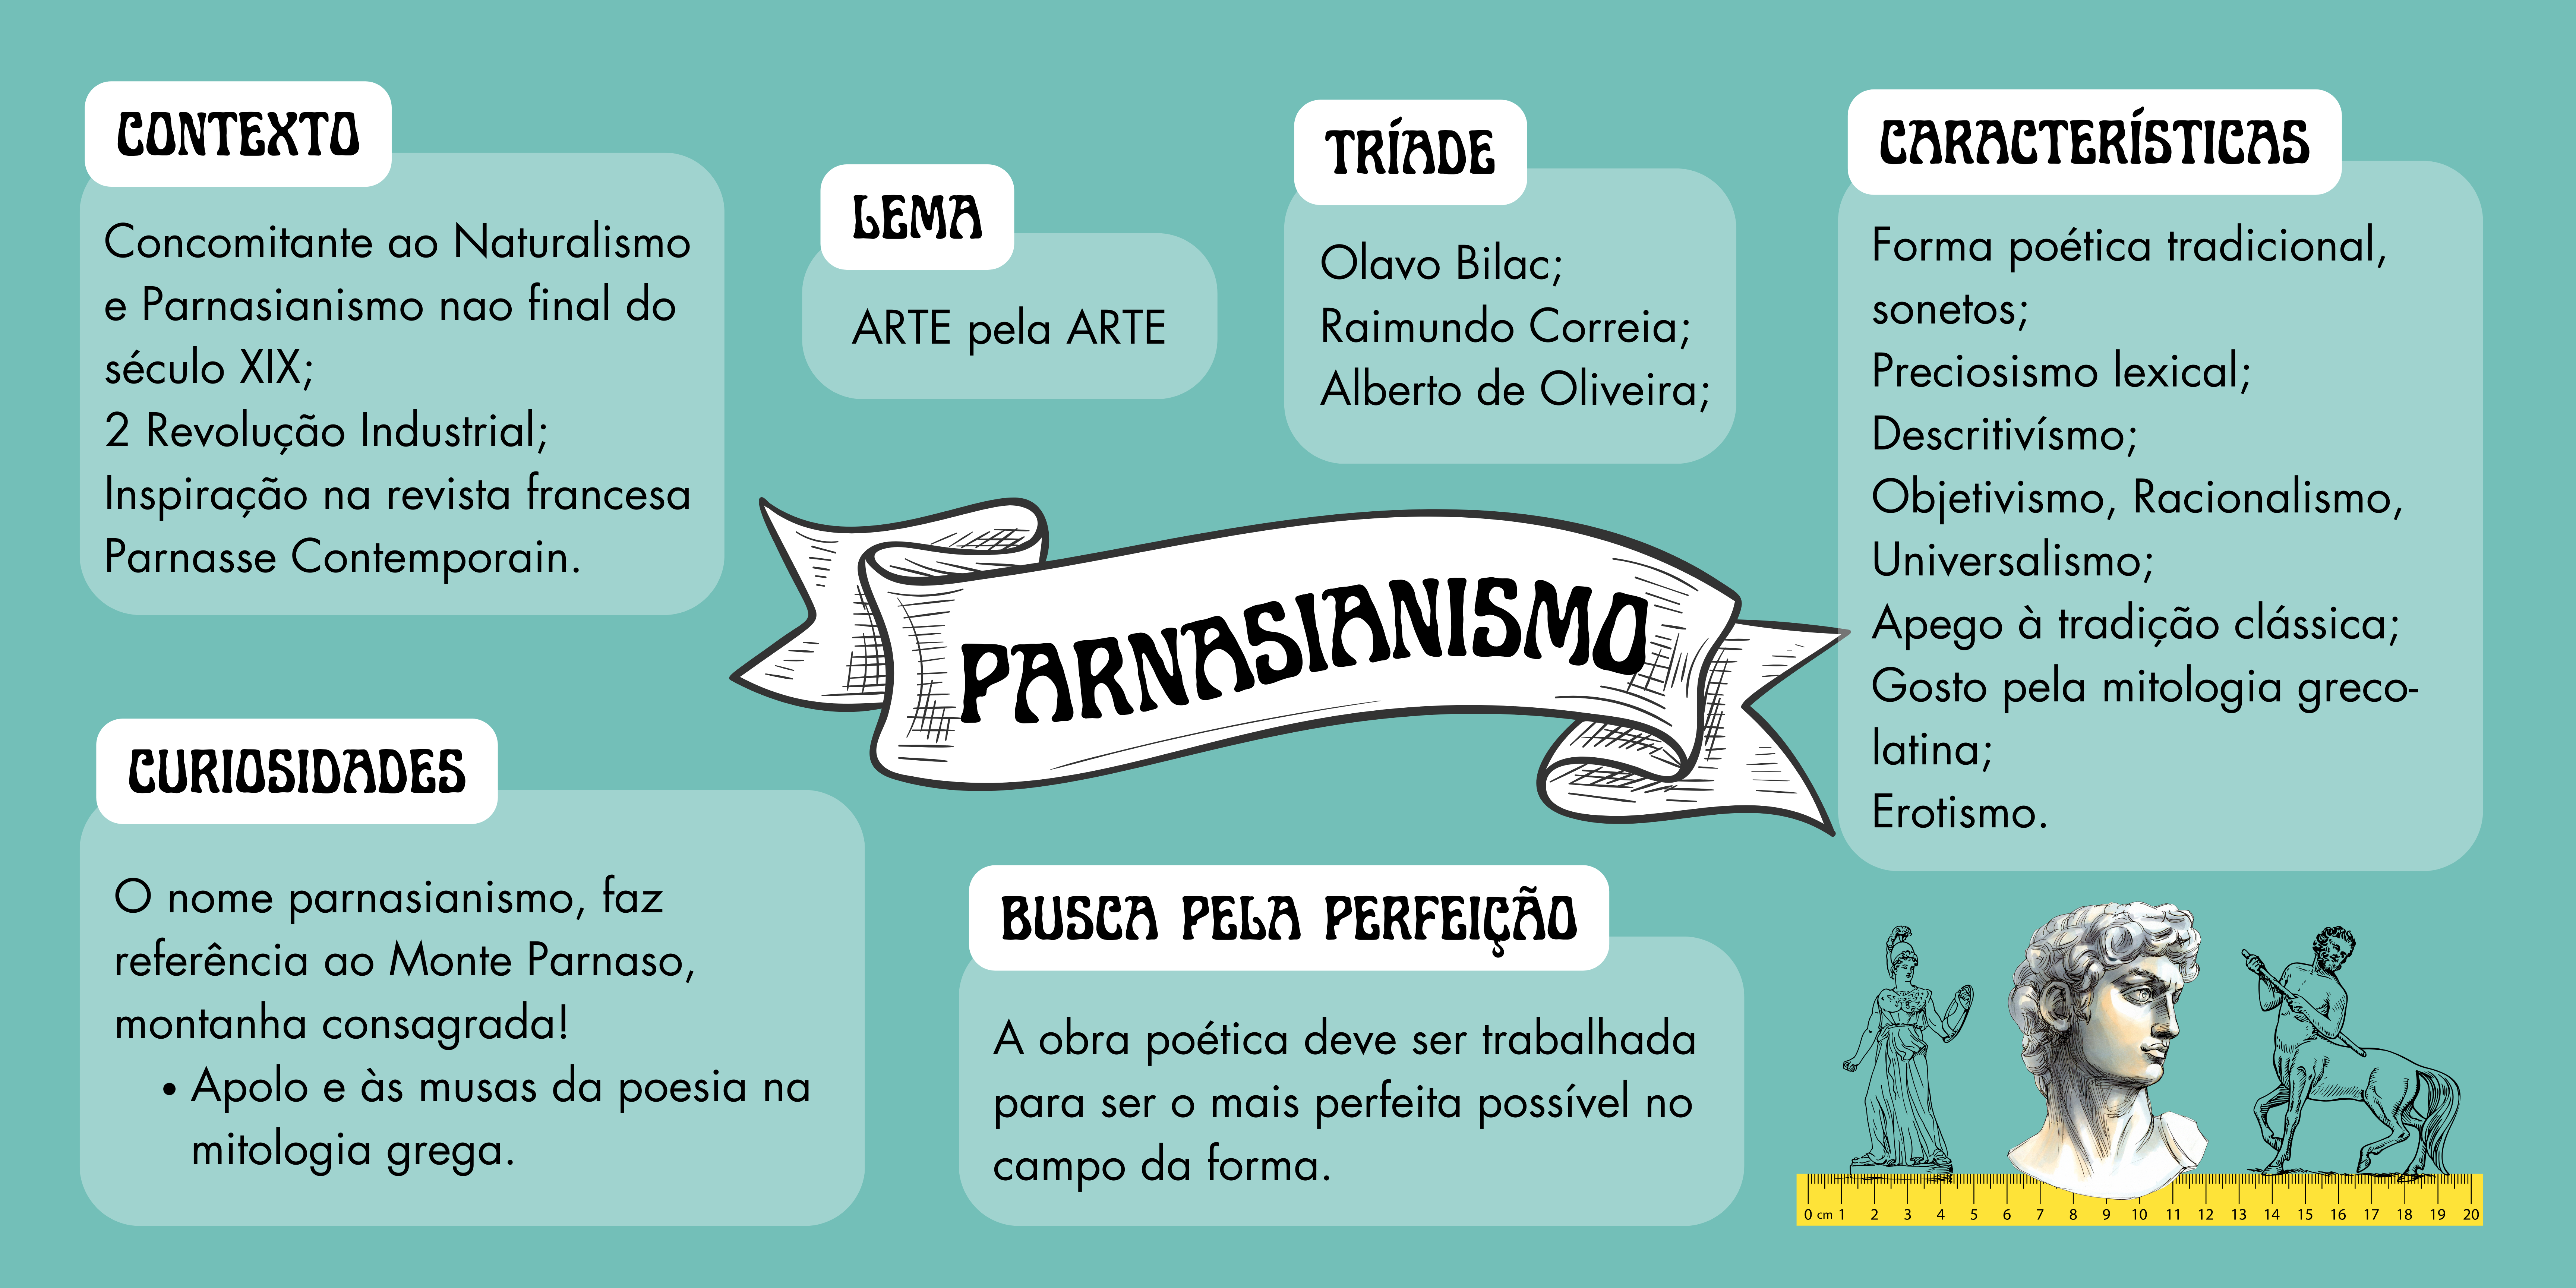 CONTEXTO
Concomitante ao Naturalismo
e Parnasianismo nao final do
século XIX;
2 Revolução Industrial;
Inspiração na revista francesa
Parnasse Contemporain.
LEMA
ARTE pela ARTE
TRÍADE
Olavo Bilac;
Raimundo Correia;
Alberto de Oliveira;
CARACTERÍSTICAS
Forma poética tradicional,
sonetos;
Preciosismo lexical;
Descritivísmo;
Objetivismo, Racionalismo,
Universalismo;
Apego à tradição clássica;
Gosto pela mitologia greco-
latina;
Erotismo.
PARNASIANISMO
CURIOSIDADES
O nome parnasianismo, faz
referência ao Monte Parnaso,
montanha consagrada!
• Apolo e às musas da poesia na
mitologia grega.
BUSCA PELA PERFEIÇÃO
A obra poética deve ser trabalhada
para ser o mais perfeita possível no
campo da forma.
0 cm 1 2 3 4 5 6 7 8 9 10 11 12 13 14 15 16 17 18 19 20